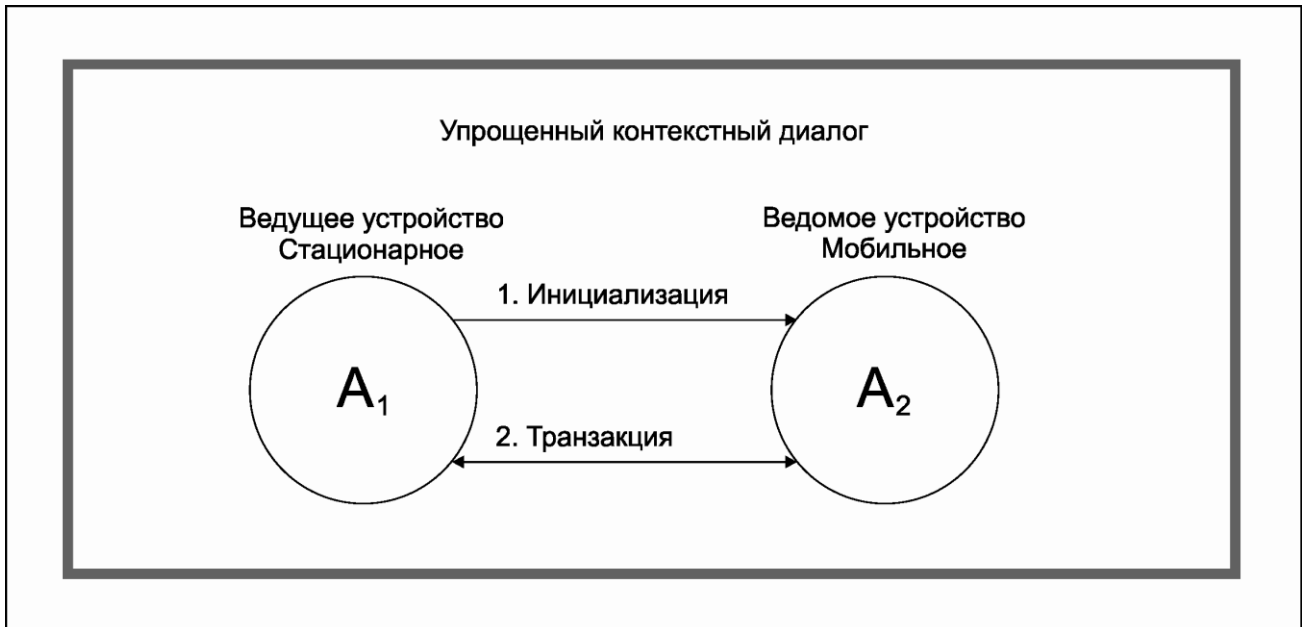 Упрощенный контекстный диалог
Ведущее устройство
Стационарное
Ведомое устройство
Мобильное
1. Инициализация
A₁
A₂
2. Транзакция